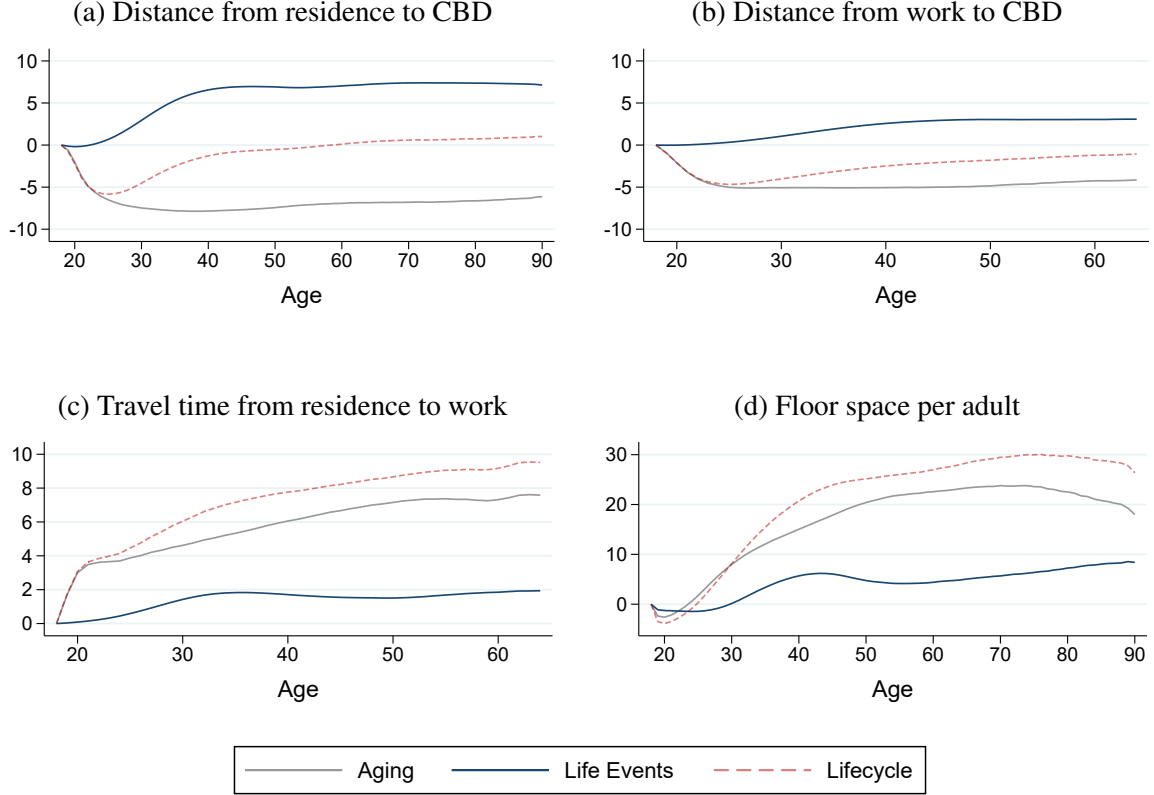 (a) Distance from residence to CBD
10
5
0
-5
-10
20 30 40 50 60 70 80 90
Age
(b) Distance from work to CBD
10
5
0
-5
-10
20 30 40 50 60
Age
(c) Travel time from residence to work
10
8
6
4
2
0
20 30 40 50 60
Age
(d) Floor space per adult
30
20
10
0
20 30 40 50 60 70 80 90
Age
Aging Life Events Lifecycle